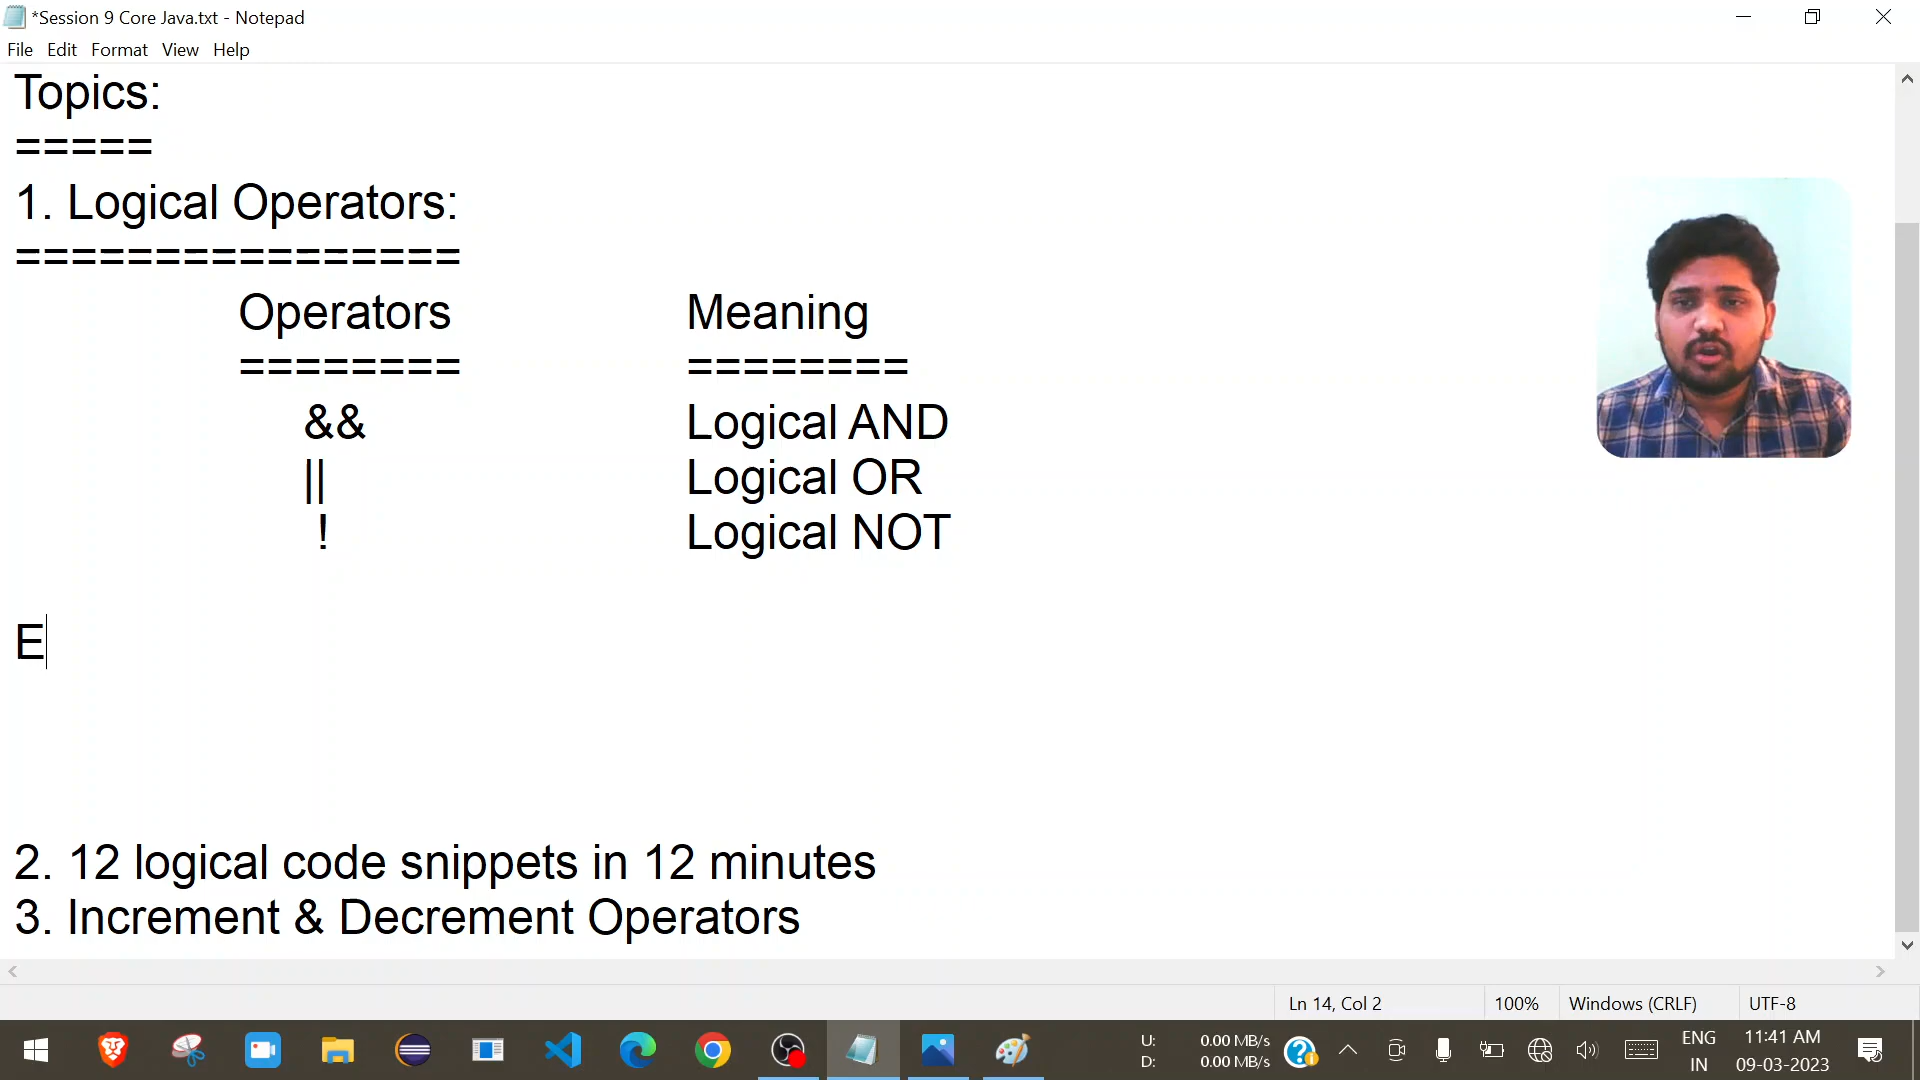 *Session 9 Core Java.txt - Notepad
File Edit Format View Help
Topics:
=====
1. Logical Operators:
================
Operators Meaning
======== ========
&& Logical AND
|| Logical OR
! Logical NOT
E
2. 12 logical code snippets in 12 minutes
3. Increment & Decrement Operators
Ln 14, Col 2 100% Windows (CRLF) UTF-8
U: 0.00 MB/s
D: 0.00 MB/s
ENG
IN
11:41 AM
09-03-2023